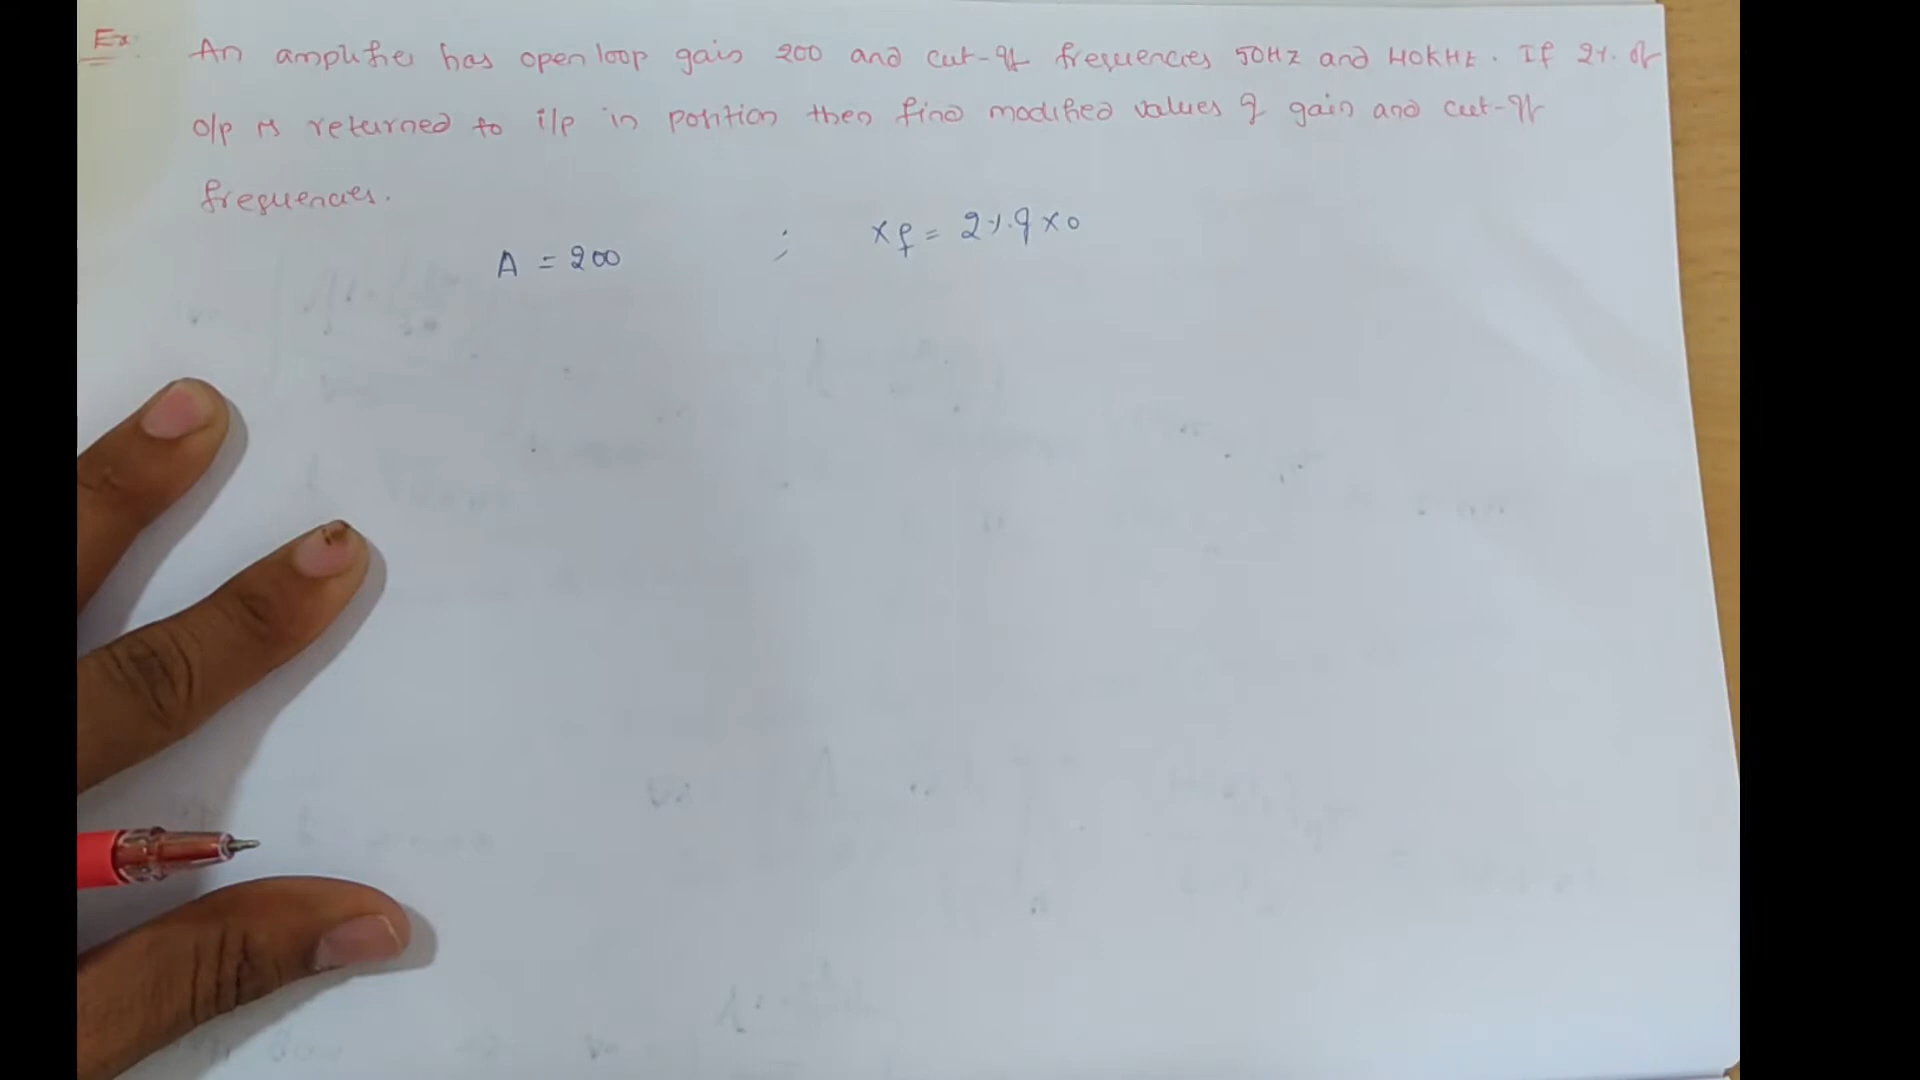 Ex: An amplifier has open loop gain 200 and cut-off frequencies 50Hz and 40KHz. If 2% of
o/p is returned to i/p in position then find modified values of gain and cut-off
frequencies.
A = 200 ; xf = 2% of xo